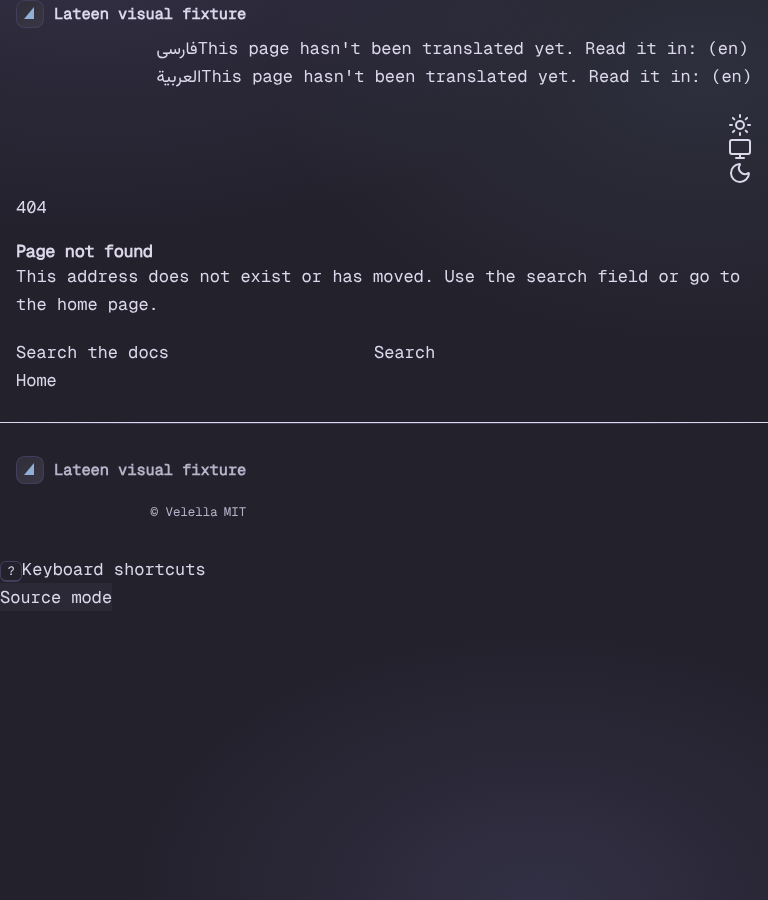 Lateen visual fixture
فارسیThis page hasn't been translated yet. Read it in: (en)
العربيةThis page hasn't been translated yet. Read it in: (en)
404
Page not found
This address does not exist or has moved. Use the search field or go to
the home page.
Search the docs Search
Home
Lateen visual fixture
© Velella MIT
?Keyboard shortcuts
Source mode